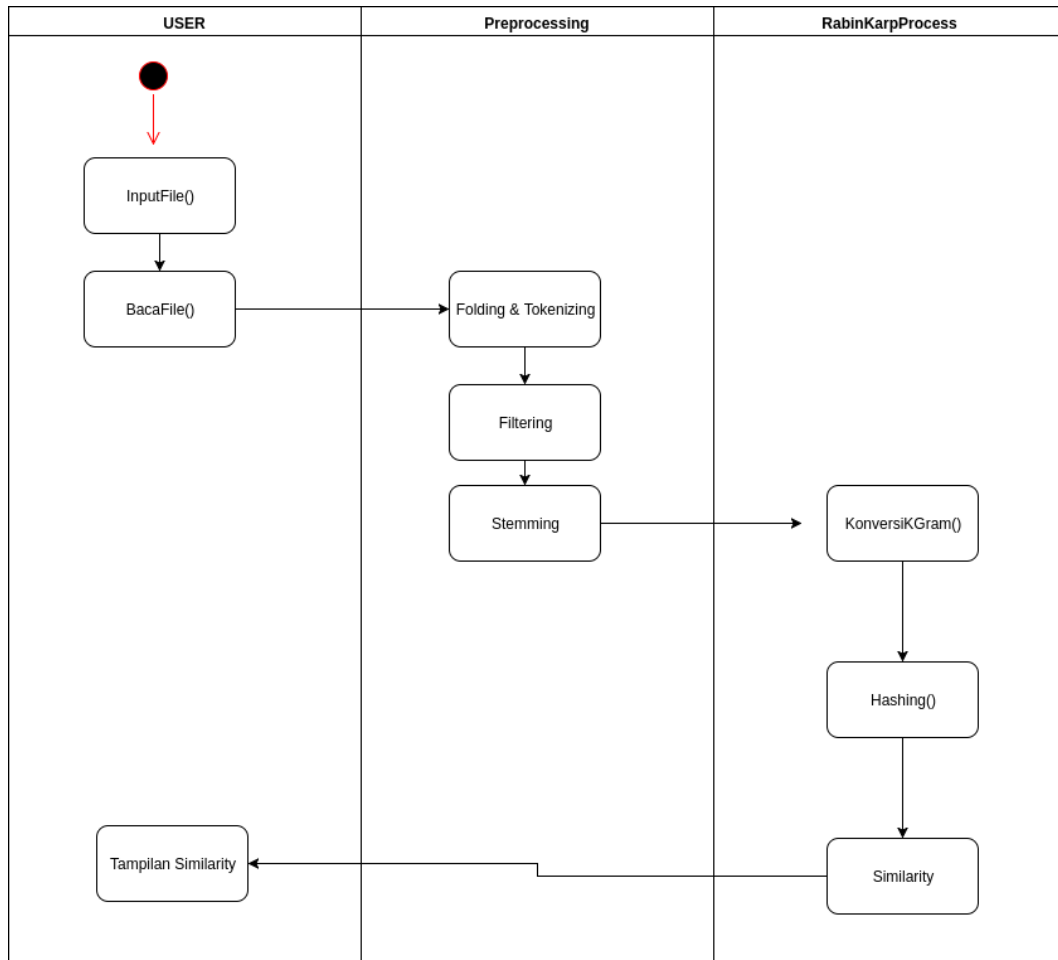 USER
Preprocessing
RabinKarpProcess
InputFile()
BacaFile()
Folding & Tokenizing
Filtering
Stemming
KonversiKGram()
Hashing()
Similarity
Tampilan Similarity